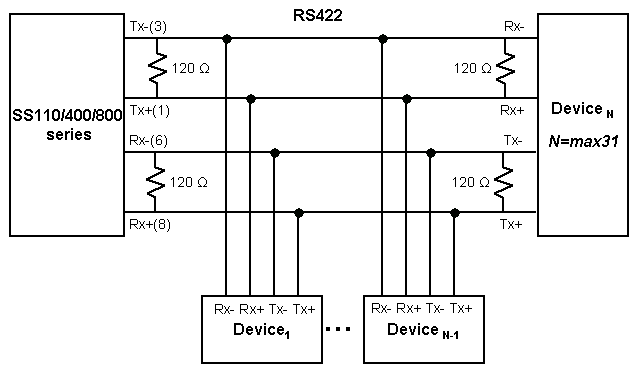 RS422
Tx-(3)
Rx-
120 Ω
120 Ω
SS110/400/800
series
Tx+(1)
Rx+
Device N
N=max31
Rx-(6)
Tx-
120 Ω
120 Ω
Rx+(8)
Tx+
Rx- Rx+ Tx- Tx+
Device1
...
Rx- Rx+ Tx- Tx+
Device N-1